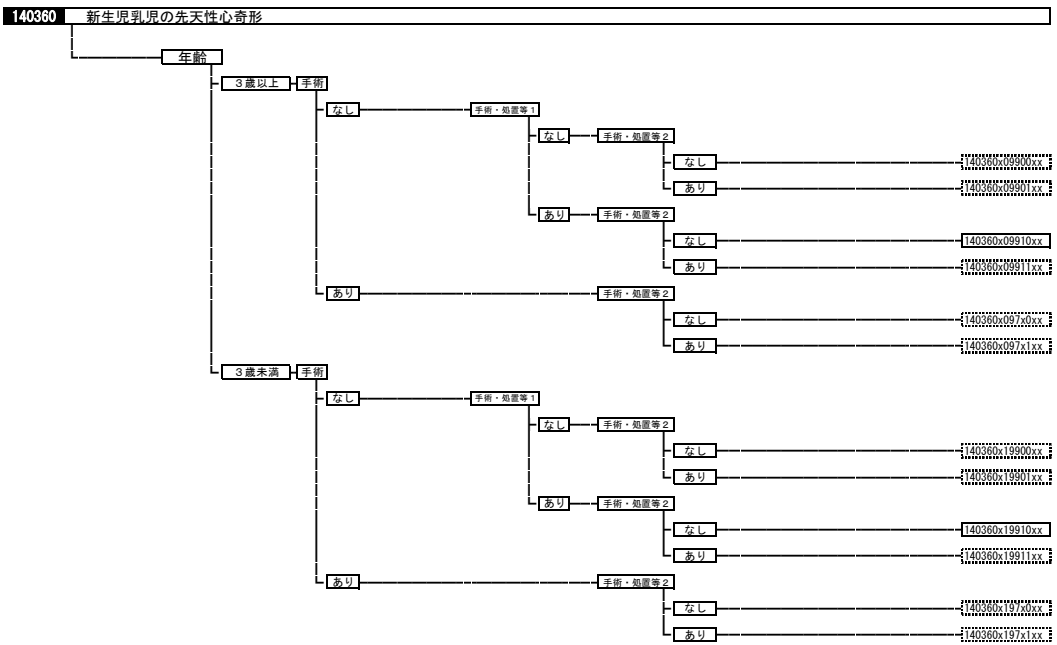 140360 新生児乳児の先天性心奇形
年齢
3歳以上 手術
なし 手術・処置等1
なし 手術・処置等2
なし 140360x09900xx
あり 140360x09901xx
あり 手術・処置等2
なし 140360x09910xx
あり 140360x09911xx
あり 手術・処置等2
なし 140360x097x0xx
あり 140360x097x1xx
3歳未満 手術
なし 手術・処置等1
なし 手術・処置等2
なし 140360x19900xx
あり 140360x19901xx
あり 手術・処置等2
なし 140360x19910xx
あり 140360x19911xx
あり 手術・処置等2
なし 140360x197x0xx
あり 140360x197x1xx